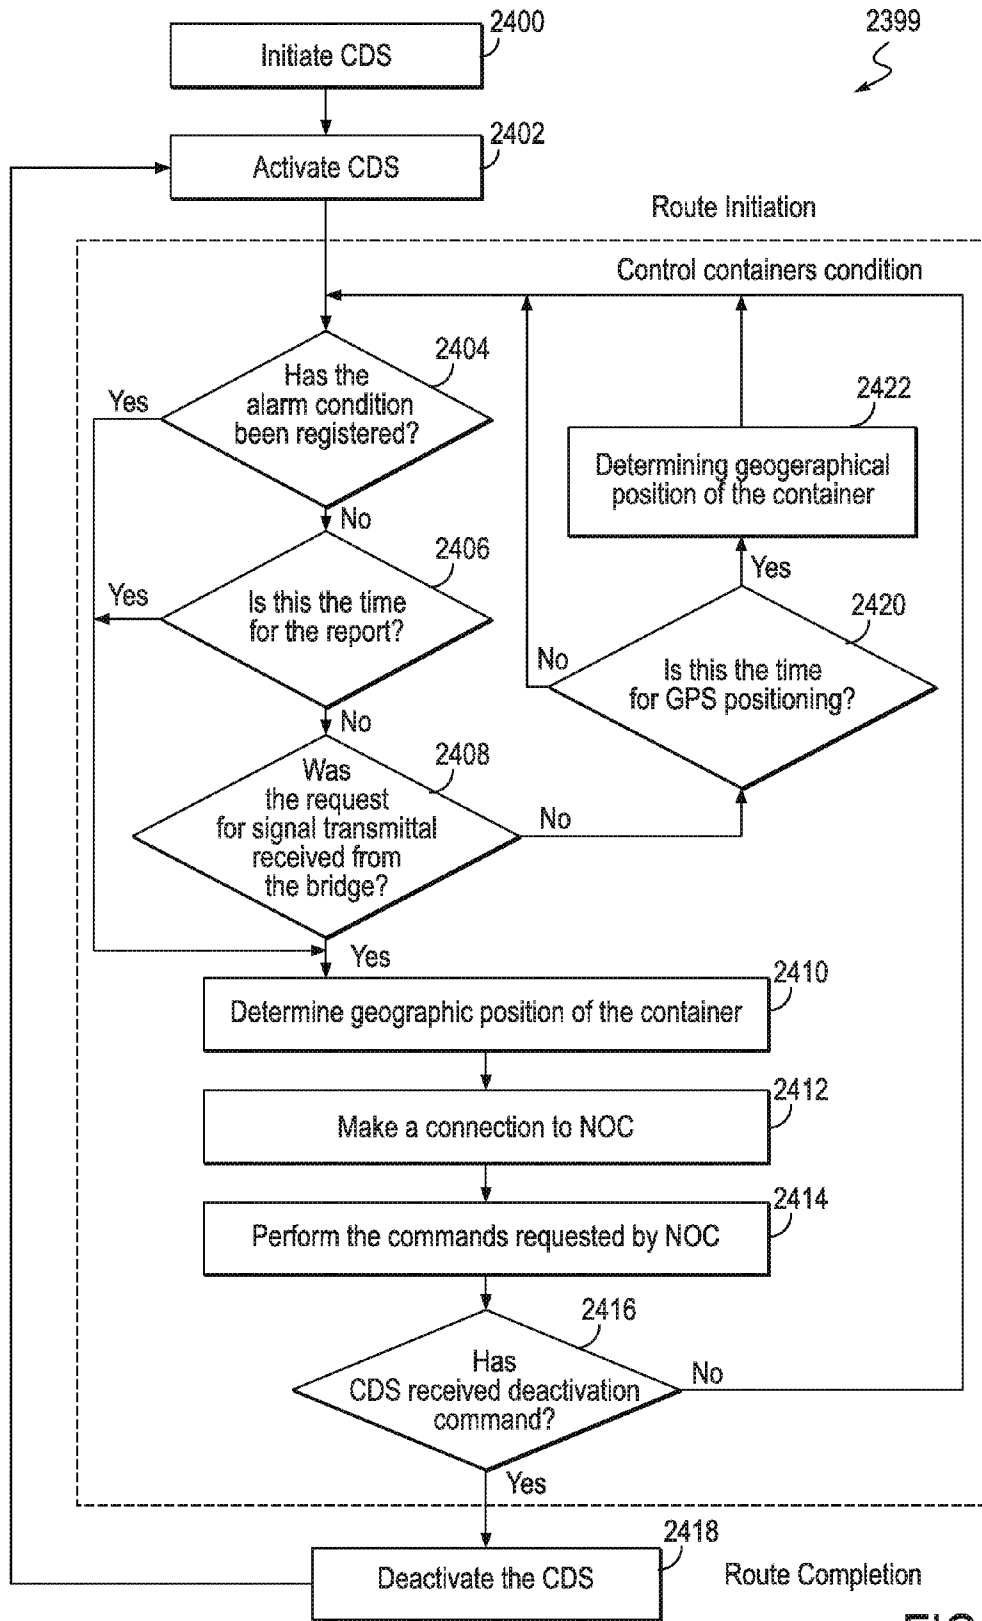 2400
Initiate CDS
2399
2402
Activate CDS
Route Initiation
Control containers condition
2404
Has the
alarm condition
been registered?
Yes
No
2422
Determining geogeraphical
position of the container
Yes
2406
Is this the time
for the report?
Yes
No
2420
Is this the time
for GPS positioning?
No
2408
Was
the request
for signal transmittal
received from
the bridge?
No
Yes
2410
Determine geographic position of the container
2412
Make a connection to NOC
2414
Perform the commands requested by NOC
2416
Has
CDS received deactivation
command?
No
Yes
2418
Deactivate the CDS
Route Completion